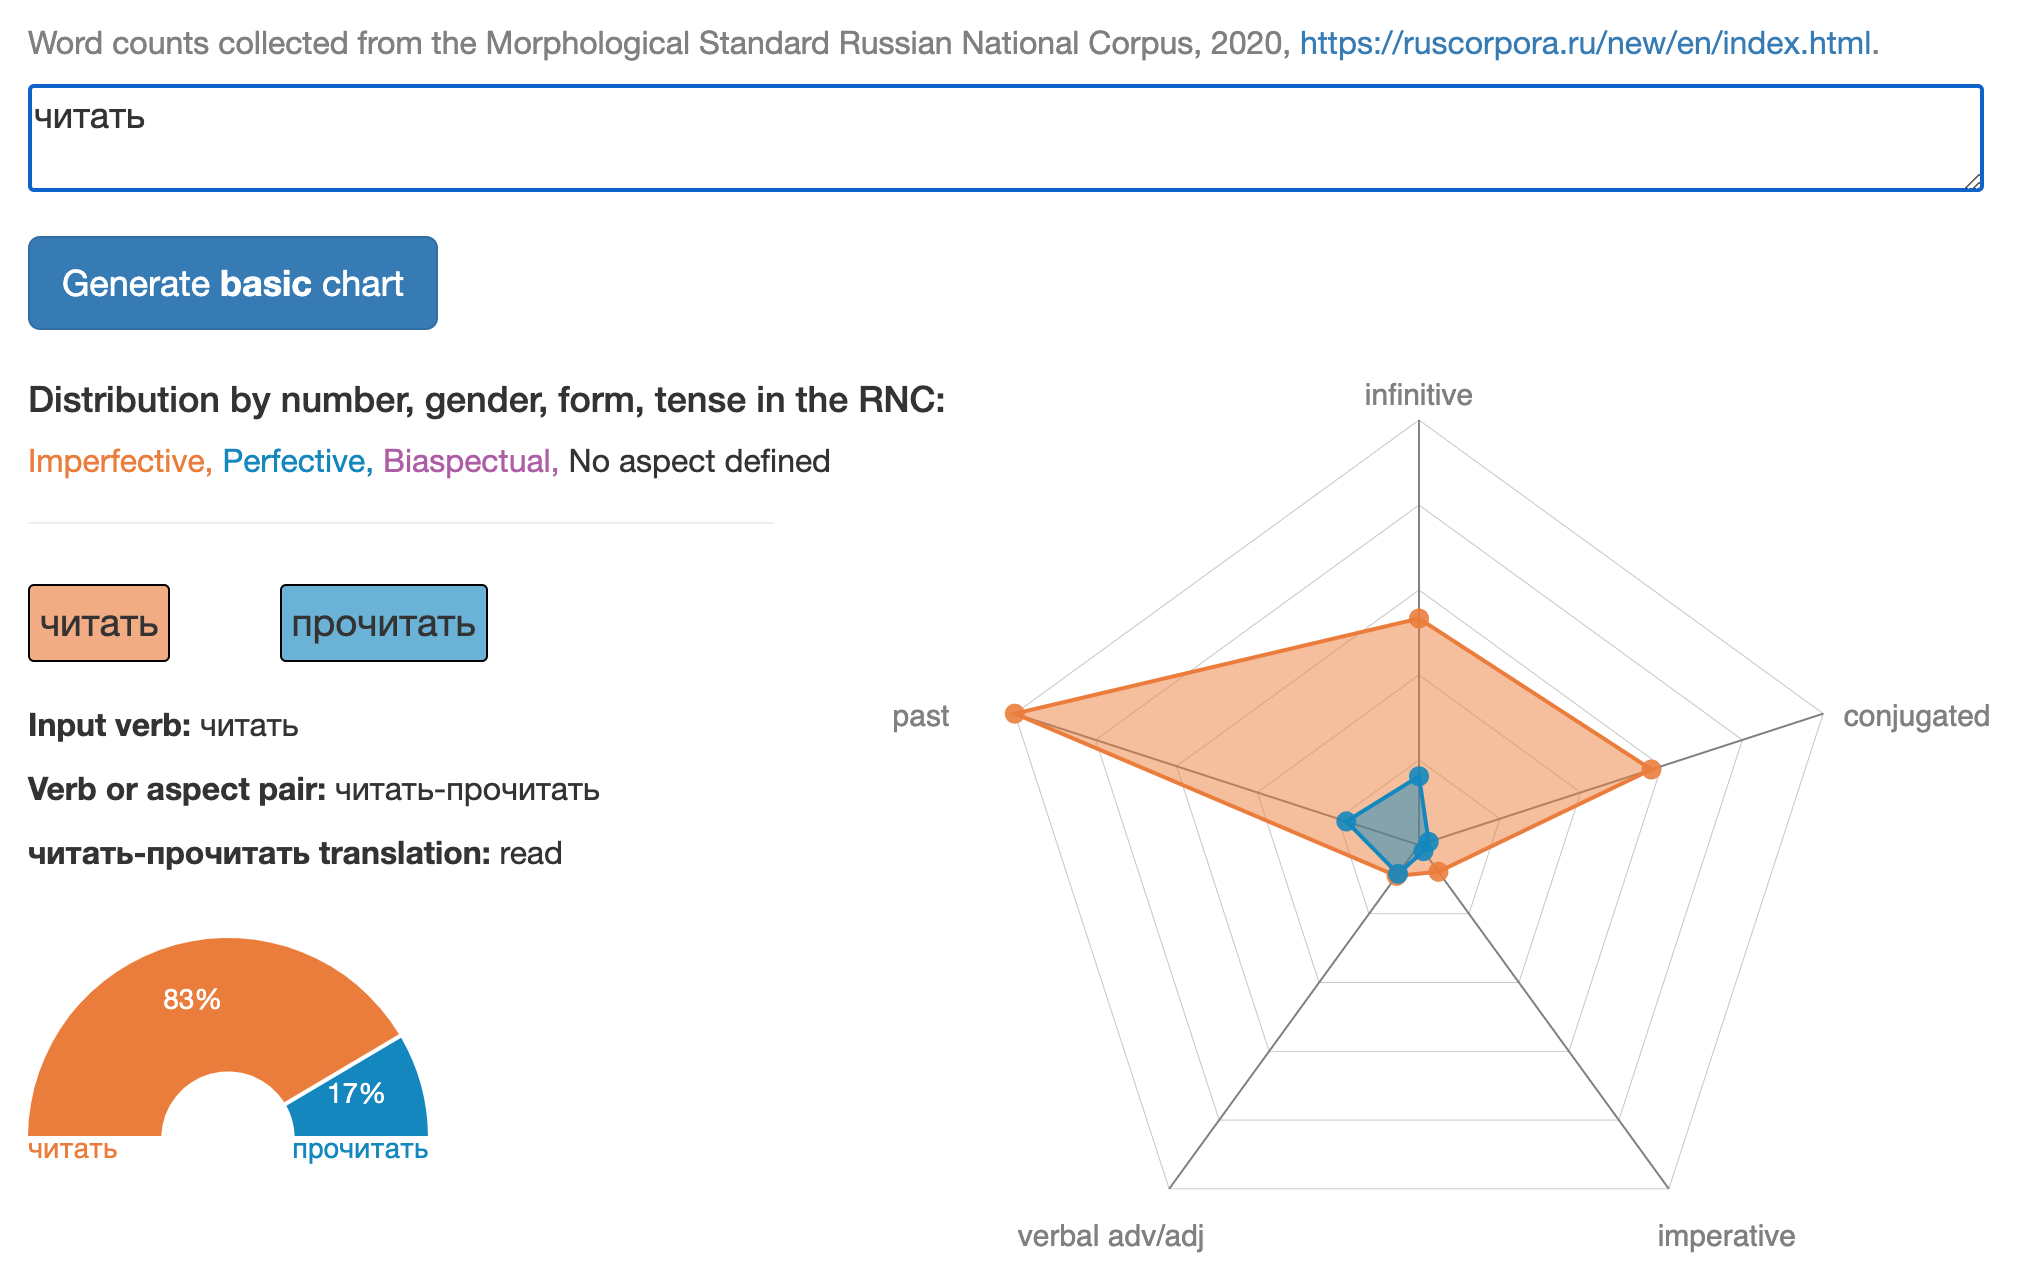 Word counts collected from the Morphological Standard Russian National Corpus, 2020, https://ruscorpora.ru/new/en/index.html.
читать
Generate basic chart
Distribution by number, gender, form, tense in the RNC:
Imperfective, Perfective, Biaspectual, No aspect defined
читать
прочитать
Input verb: читать
Verb or aspect pair: читать-прочитать
читать-прочитать translation: read
83%
17%
читать
прочитать
infinitive
past
conjugated
verbal adv/adj
imperative